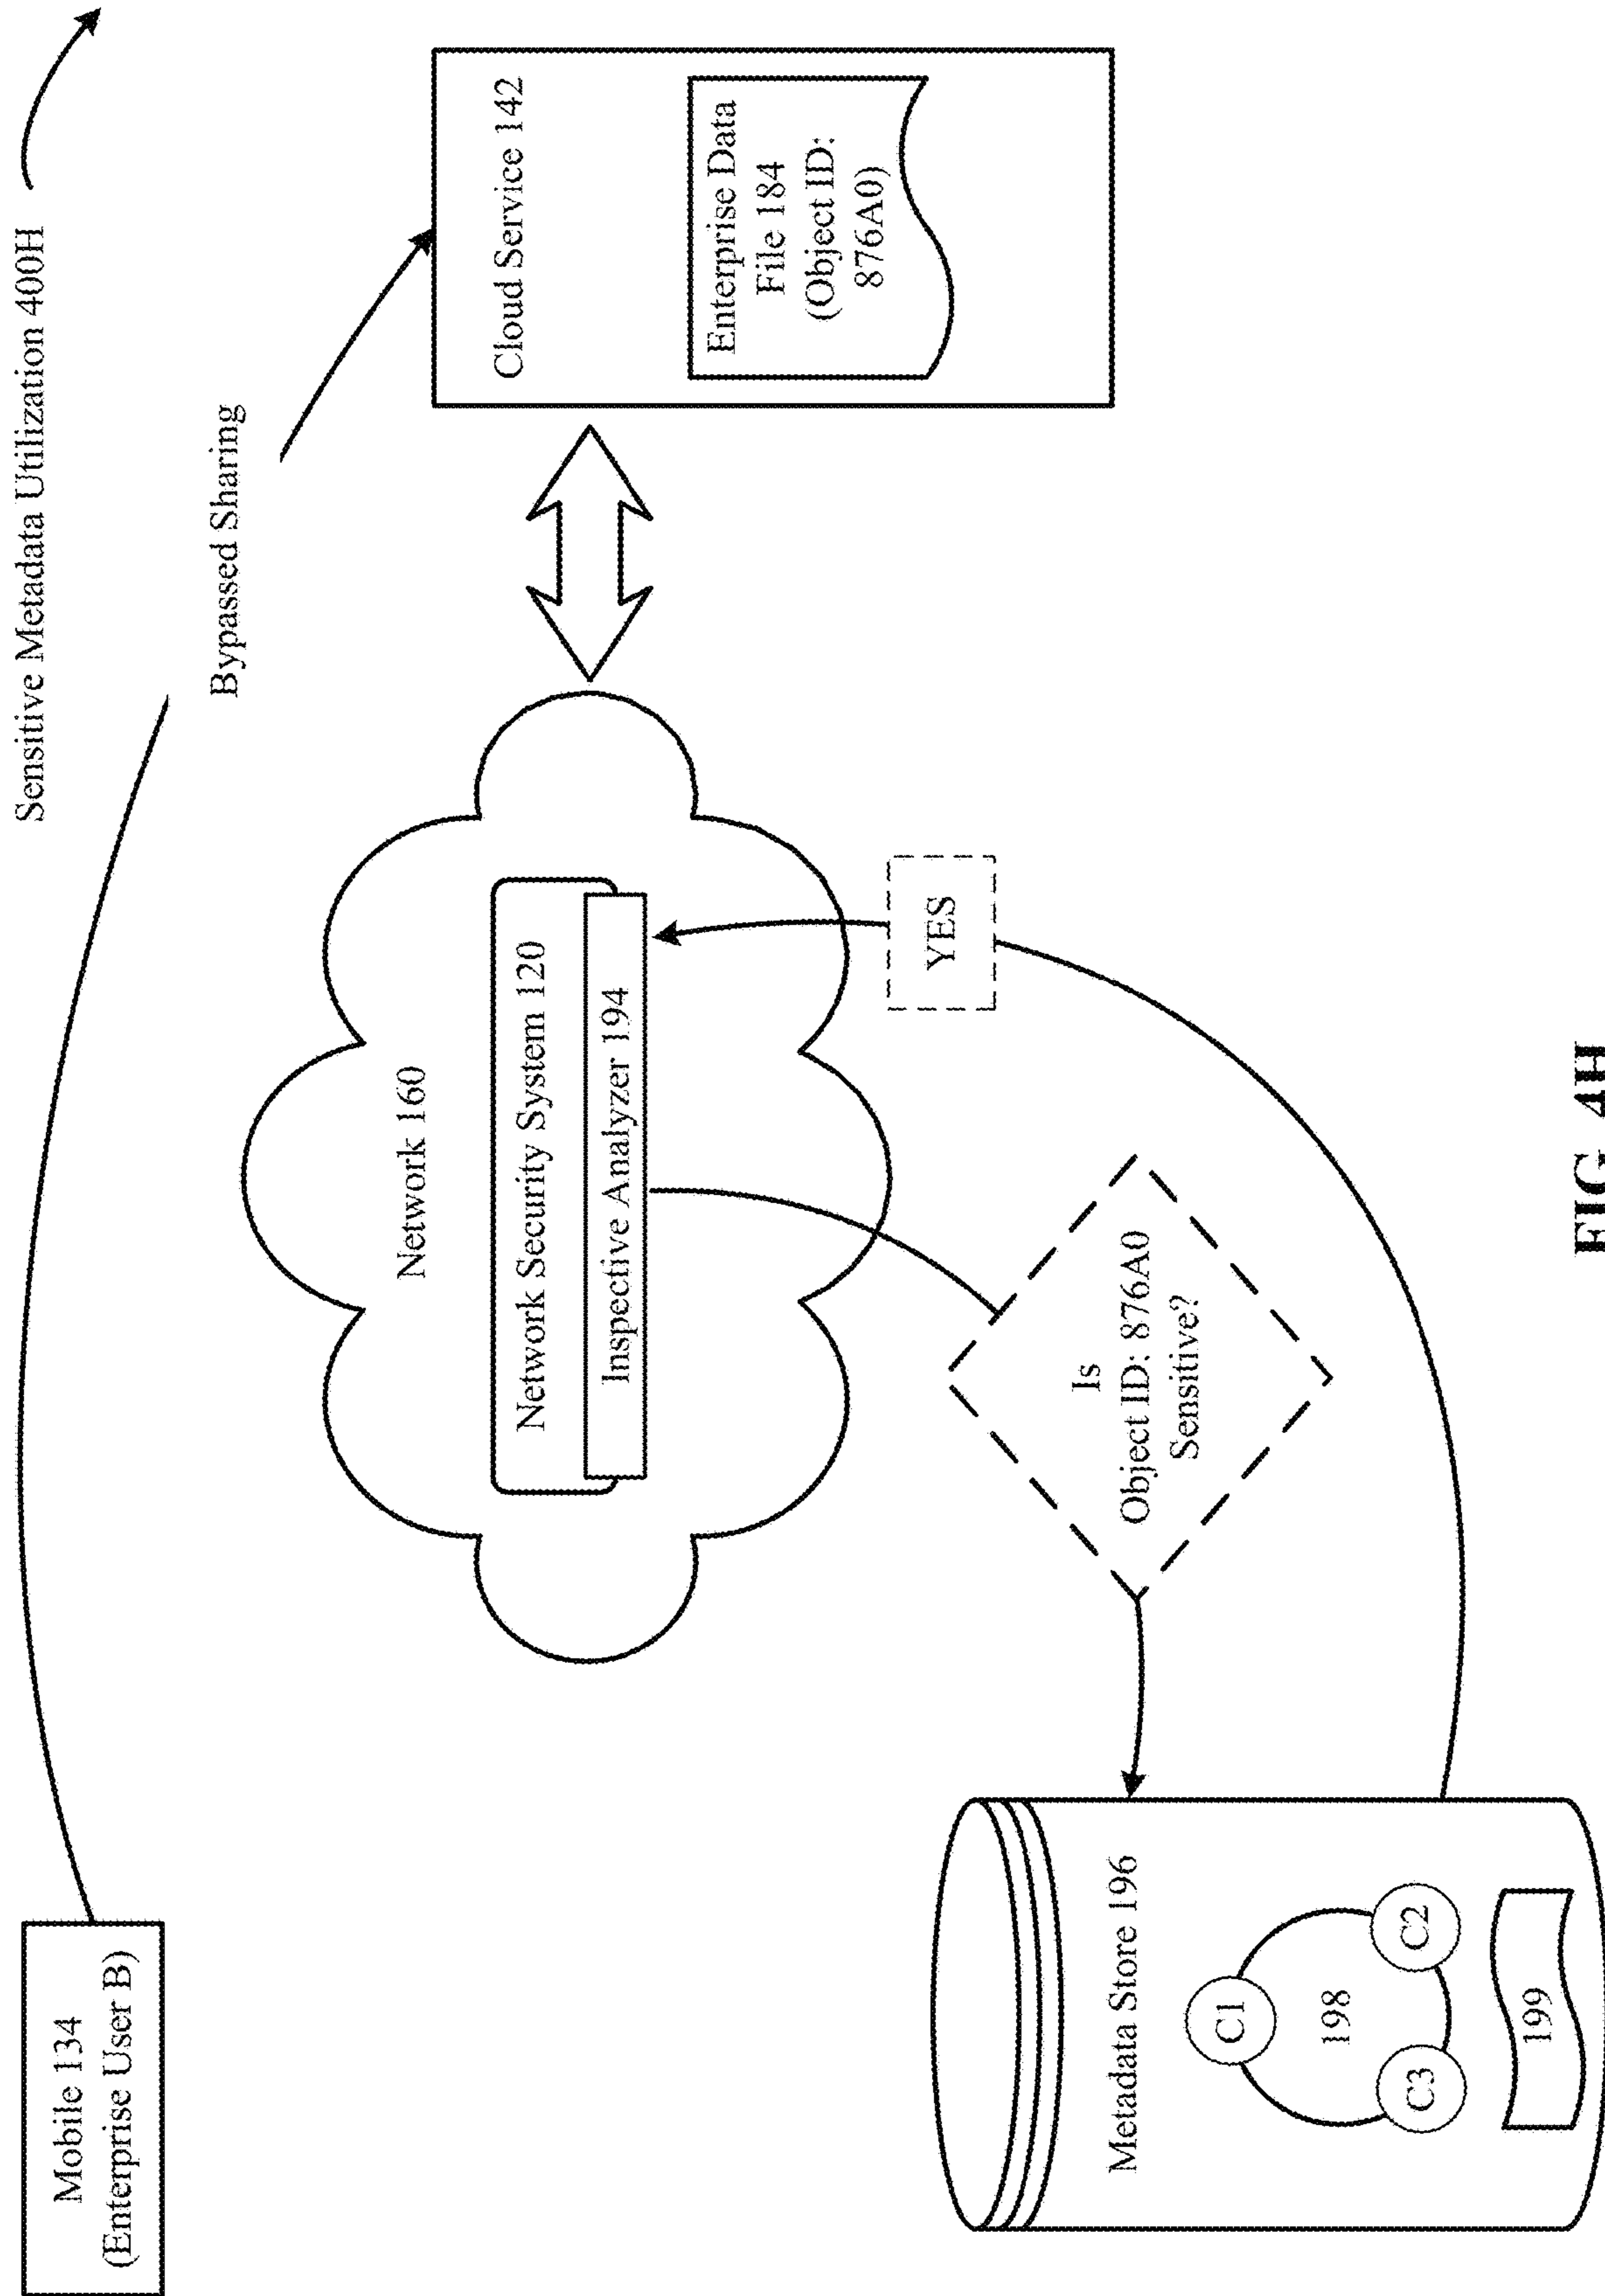 Sensitive Metadata Utilization 400H
Mobile 134
(Enterprise User B)
Bypassed Sharing
Network 160
Network Security System 120
Inspective Analyzer 194
Cloud Service 142
Enterprise Data
File 184
(Object ID:
876A0)
YES
Is
Object ID: 876A0
Sensitive?
Metadata Store 196
C1
198
C3
C2
199
FIG. 4H